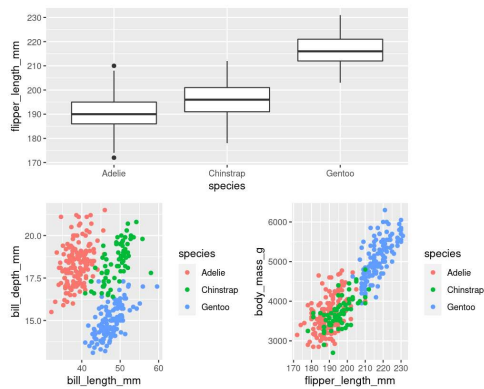 flipper_length_mm
230
220
210
200
190
180
170
Adelie
Chinstrap
Gentoo
species
bill_depth_mm
20.0
17.5
15.0
40
50
60
bill_length_mm
species
Adelie
Chinstrap
Gentoo
body_mass_g
6000
5000
4000
3000
170 180 190 200 210 220 230
flipper_length_mm
species
Adelie
Chinstrap
Gentoo